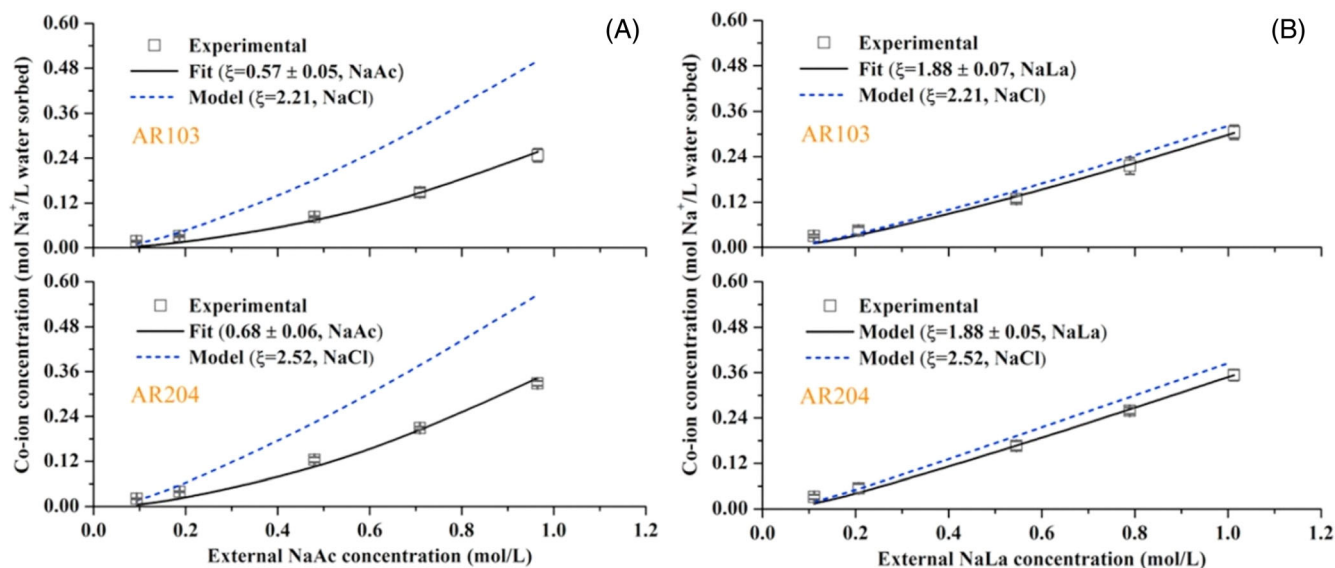 (A)
Co-ion concentration (mol Na⁺/L water sorbed)
0.60
0.48
0.36
0.24
0.12
0.00
Experimental
Fit (ξ=0.57 ± 0.05, NaAc)
Model (ξ=2.21, NaCl)
AR103
0.60
0.48
0.36
0.24
0.12
0.00
Experimental
Fit (0.68 ± 0.06, NaAc)
Model (ξ=2.52, NaCl)
AR204
0.0 0.2 0.4 0.6 0.8 1.0 1.2
External NaAc concentration (mol/L)
(B)
Co-ion concentration (mol Na⁺/L water sorbed)
0.60
0.48
0.36
0.24
0.12
0.00
Experimental
Fit (ξ=1.88 ± 0.07, NaLa)
Model (ξ=2.21, NaCl)
AR103
0.60
0.48
0.36
0.24
0.12
0.00
Experimental
Model (ξ=1.88 ± 0.05, NaLa)
Model (ξ=2.52, NaCl)
AR204
0.0 0.2 0.4 0.6 0.8 1.0 1.2
External NaLa concentration (mol/L)